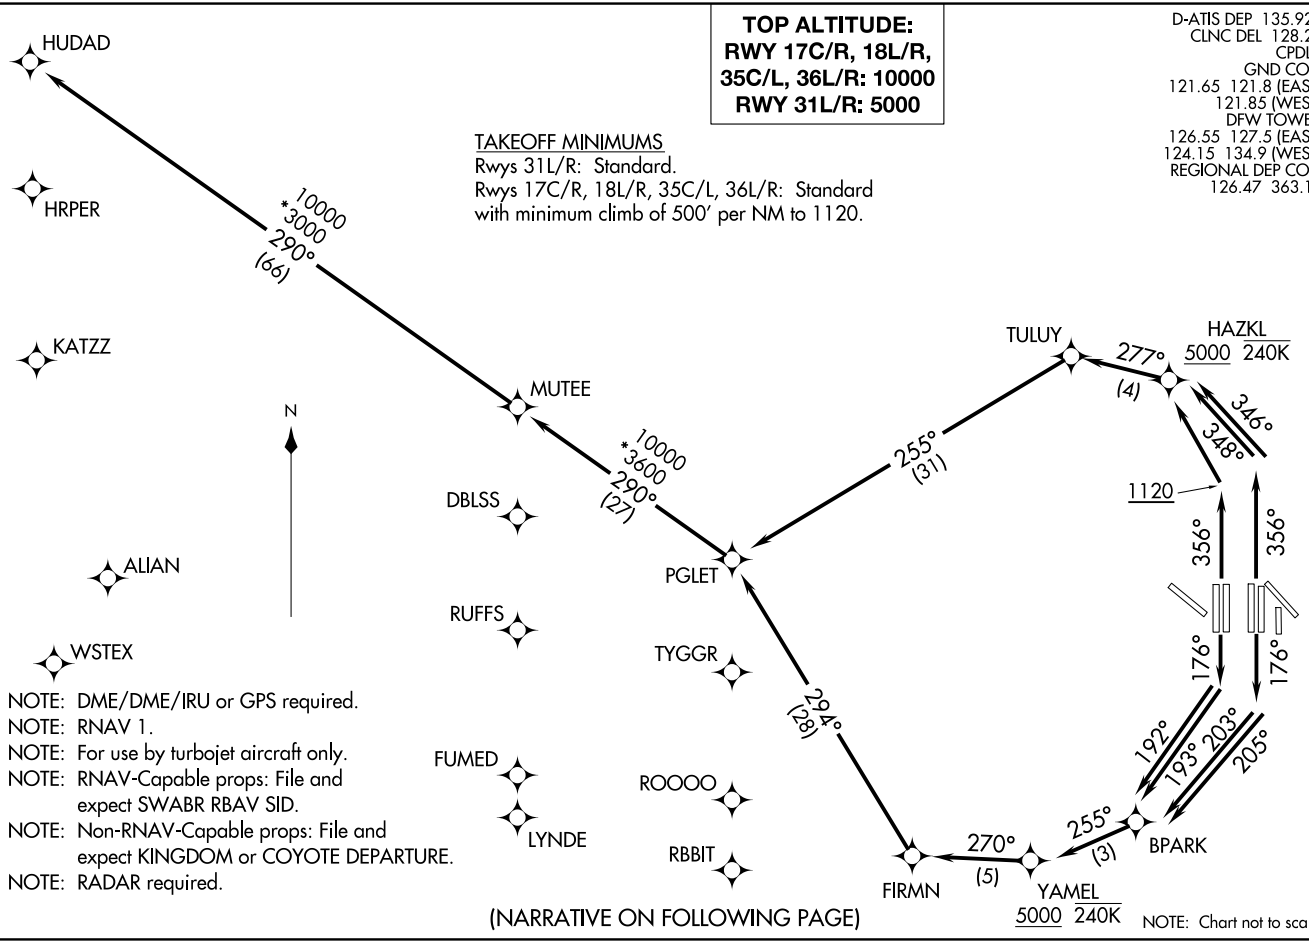 TOP ALTITUDE:
RWY 17C/R, 18L/R,
35C/L, 36L/R: 10000
RWY 31L/R: 5000
D-ATIS DEP 135.92
CLNC DEL 128.2
CPDL
GND CO
121.65 121.8 (EAS
121.85 (WES
DFW TOWE
126.55 127.5 (EAS
124.15 134.9 (WES
REGIONAL DEP CO
126.47 363.1
TAKEOFF MINIMUMS
Rwys 31L/R: Standard.
Rwys 17C/R, 18L/R, 35C/L, 36L/R: Standard
with minimum climb of 500' per NM to 1120.
HUDAD
HRPER
10000
*3000
290°
(66)
KATZZ
MUTEE
N
10000
*3600
290°
(27)
TULUY
277°
(4)
HAZKL
5000 240K
346°
348°
255°
(31)
1120
356°
356°
DBLSS
PGLET
ALIAN
RUFFS
TYGGR
WSTEX
176°
176°
294°
(28)
192°
193°
203°
205°
FUMED
LYNDE
ROOOO
RBBIT
FIRMN
270°
(5)
YAMEL
5000 240K
255°
(3)
BPARK
NOTE: DME/DME/IRU or GPS required.
NOTE: RNAV 1.
NOTE: For use by turbojet aircraft only.
NOTE: RNAV-Capable props: File and
expect SWABR RBAV SID.
NOTE: Non-RNAV-Capable props: File and
expect KINGDOM or COYOTE DEPARTURE.
NOTE: RADAR required.
(NARRATIVE ON FOLLOWING PAGE)
NOTE: Chart not to sca